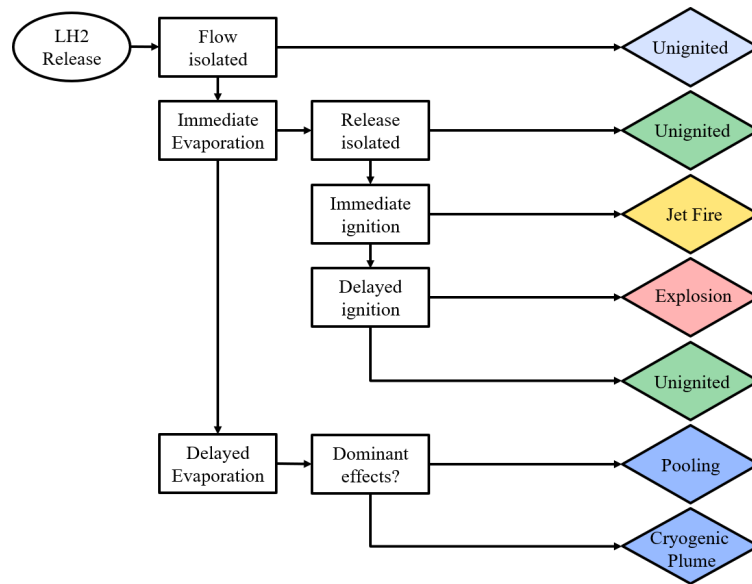 LH2
Release
Flow
isolated
Unignited
Immediate
Evaporation
Release
isolated
Unignited
Immediate
ignition
Jet Fire
Delayed
ignition
Explosion
Unignited
Delayed
Evaporation
Dominant
effects?
Pooling
Cryogenic
Plume